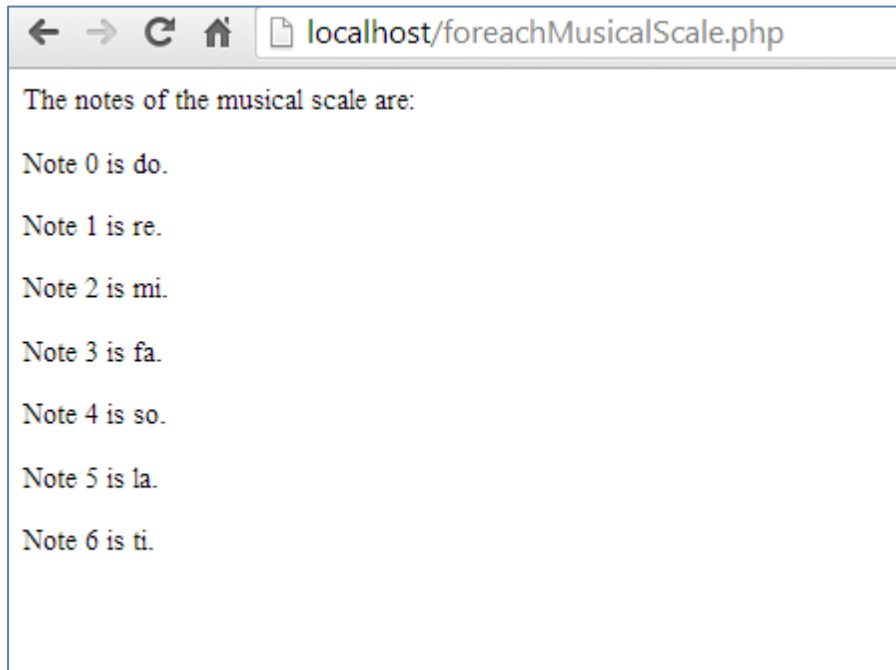 localhost/foreachMusicalScale.php
The notes of the musical scale are:
Note 0 is do.
Note 1 is re.
Note 2 is mi.
Note 3 is fa.
Note 4 is so.
Note 5 is la.
Note 6 is ti.